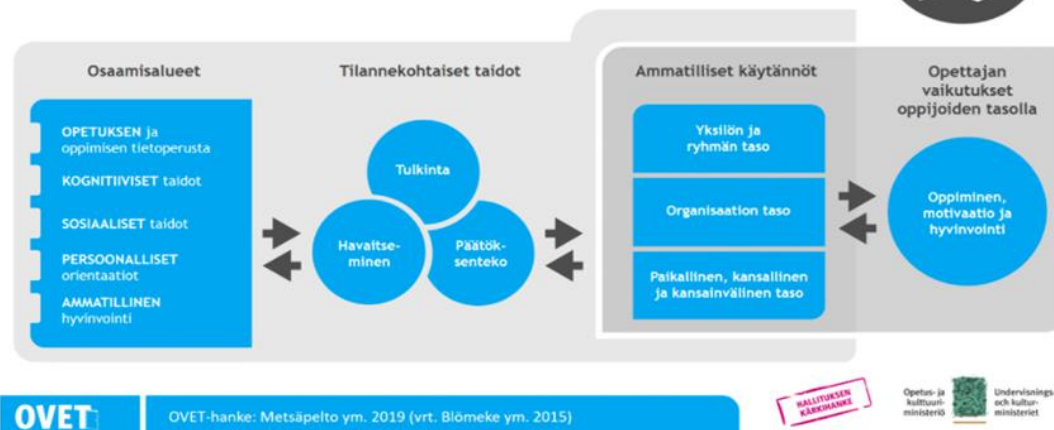 Osaamisalueet
OPETUKSEN ja
oppimisen tietoperusta
KOGNITIIVISET taidot
SOSIAALISET taidot
PERSOONALLISET
orientaatiot
AMMATILLINEN
hyvinvointi
Tilannekohtaiset taidot
Tulkinta
Havaitse-
minen
Päätök-
senteko
Ammatilliset käytännöt
Yksilön ja
ryhmän taso
Organisaation taso
Paikallinen, kansallinen
ja kansainvälinen taso
Opettajan
vaikutukset
oppijoiden tasolla
Oppiminen,
motivaatio ja
hyvinvointi
OVET
OVET-hanke: Metsäpelto ym. 2019 (vrt. Blömeke ym. 2015)
HALLITUKSEN
KÄRKIHANKE
Opetus- ja
kulttuuri-
ministeriö
Undervisnings-
och kultur-
ministeriet